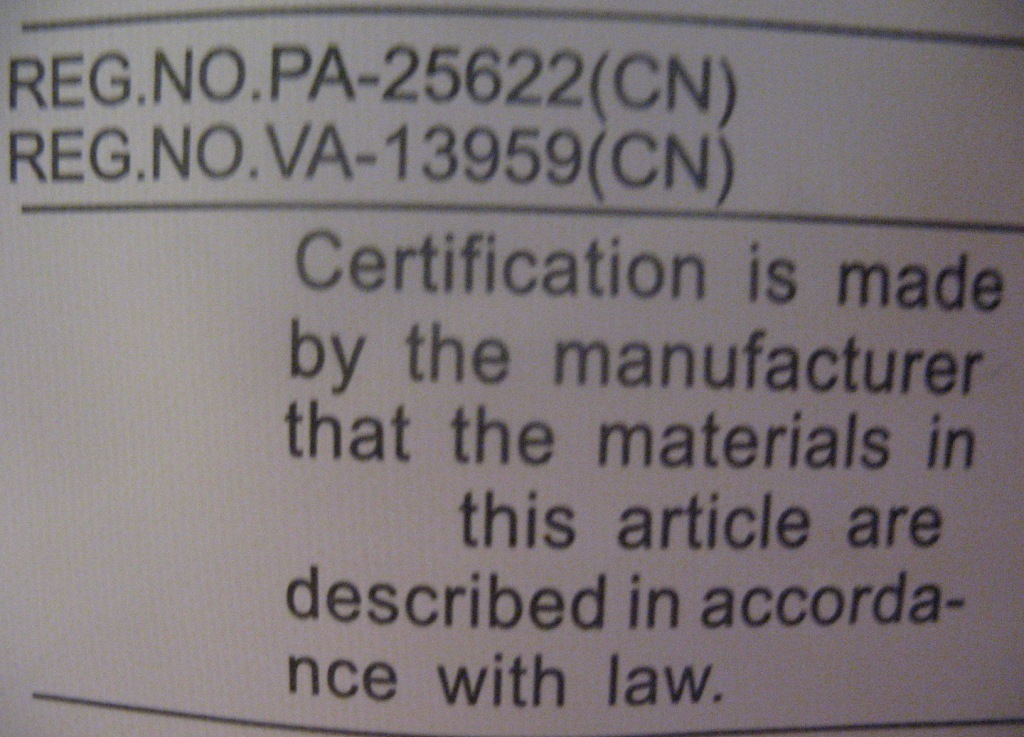 REG.NO.PA-25622(CN)
REG.NO.VA-13959(CN)
Certification is made
by the manufacturer
that the materials in
this article are
described in accorda-
nce with law.